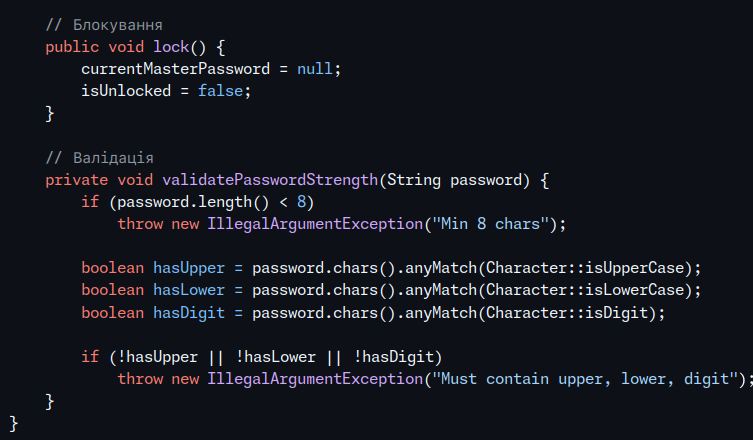 // Блокування
public void lock() {
currentMasterPassword = null;
isUnlocked = false;
}
// Валідація
private void validatePasswordStrength(String password) {
if (password.length() < 8)
throw new IllegalArgumentException("Min 8 chars");
boolean hasUpper = password.chars().anyMatch(Character::isUpperCase);
boolean hasLower = password.chars().anyMatch(Character::isLowerCase);
boolean hasDigit = password.chars().anyMatch(Character::isDigit);
if (!hasUpper || !hasLower || !hasDigit)
throw new IllegalArgumentException("Must contain upper, lower, digit");
}
}